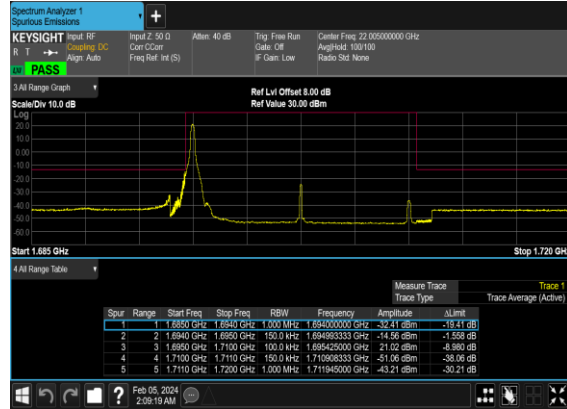 Spectrum Analyzer 1
Spurious Emissions
+
KEYSIGHT Input: RF Input Z: 50 Ω Atten: 40 dB Trig: Free Run Center Freq: 22.005000000 GHz
R T Coupling: DC Corr CCorr Gate: Off Avg|Hold: 100/100
Align: Auto Freq Ref: Int (S) IF Gain: Low Radio Std: None
PASS
3 All Range Graph Ref Lvl Offset 8.00 dB
Scale/Div 10.0 dB Ref Value 30.00 dBm
Log
20.0
10.0
0.00
-10.0
-20.0
-30.0
-40.0
-50.0
-60.0
Start 1.685 GHz Stop 1.720 GHz
4 All Range Table
Measure Trace Trace 1
Trace Type Trace Average (Active)
Spur Range Start Freq Stop Freq RBW Frequency Amplitude ΔLimit
1 1 1.6850 GHz 1.6940 GHz 1.000 MHz 1.694000000 GHz -32.41 dBm -19.41 dB
2 2 1.6940 GHz 1.6950 GHz 150.0 kHz 1.694993333 GHz -14.56 dBm -1.558 dB
3 3 1.6950 GHz 1.7100 GHz 100.0 kHz 1.695425000 GHz 21.02 dBm -8.980 dB
4 4 1.7100 GHz 1.7110 GHz 150.0 kHz 1.710908333 GHz -51.06 dBm -38.06 dB
5 5 1.7110 GHz 1.7200 GHz 1.000 MHz 1.711945000 GHz -43.21 dBm -30.21 dB
? Feb 05, 2024
2:09:19 AM